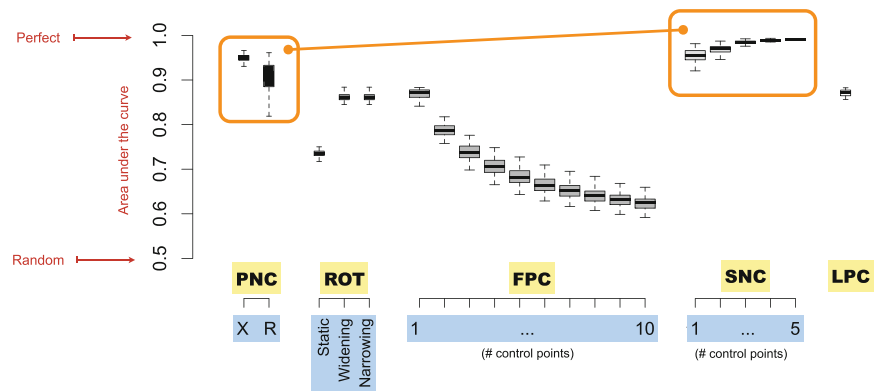 Perfect
Random
Area under the curve
1.0
0.9
0.8
0.7
0.6
0.5
PNC
ROT
FPC
SNC
LPC
X R
Static
Widening
Narrowing
1 ... 10
(# control points)
1 ... 5
(# control points)